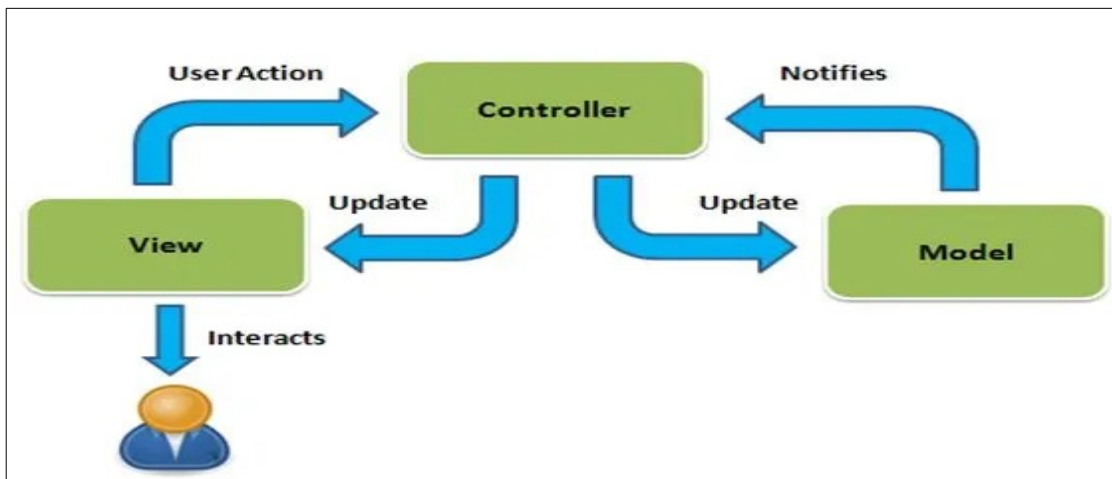 User Action
Notifies
Controller
Update
Update
View
Model
Interacts